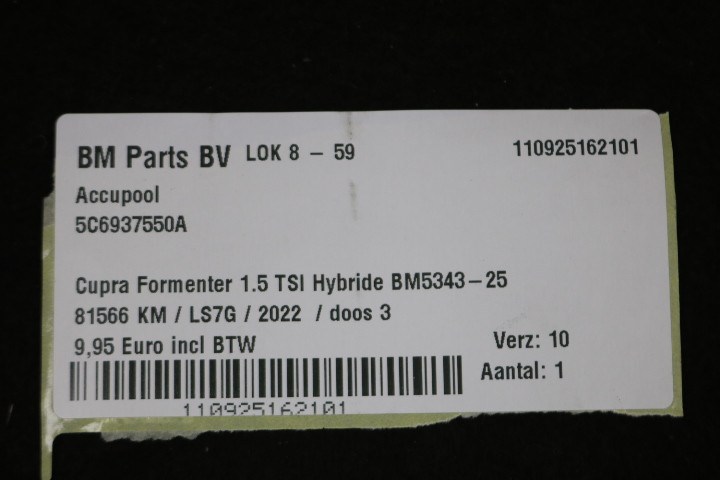 BM Parts BV LOK 8 – 59 110925162101
Accupool
5C6937550A
Cupra Formenter 1.5 TSI Hybride BM5343–25
81566 KM / LS7G / 2022 / doos 3
9,95 Euro incl BTW Verz: 10
Aantal: 1
110925162101